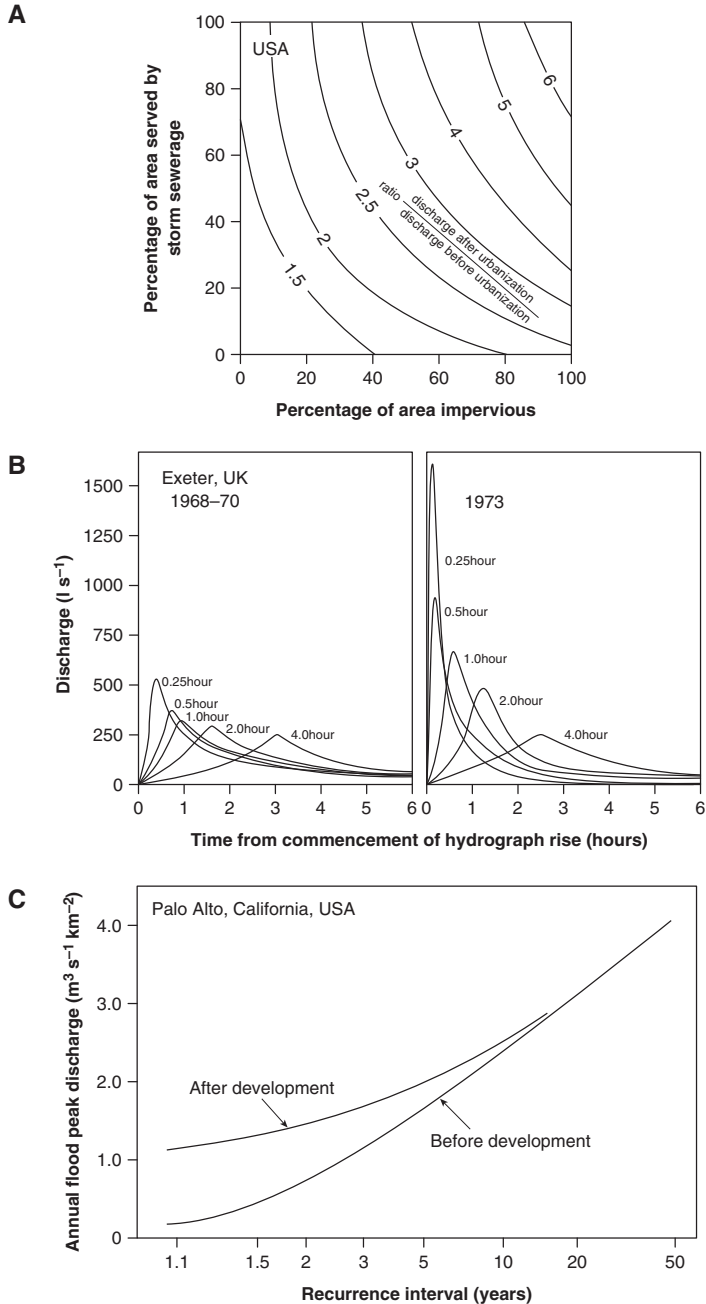 A
Percentage of area served by
storm sewerage
100
80
60
40
20
0
USA
1.5
2
2.5
3
4
5
6
ratio
discharge after urbanization
discharge before urbanization
0 20 40 60 80 100
Percentage of area impervious
B
Discharge (l s⁻¹)
1500
1250
1000
750
500
250
0
Exeter, UK
1968–70
0.25hour
0.5hour
1.0hour
2.0hour
4.0hour
0 1 2 3 4 5 6
1973
0.25hour
0.5hour
1.0hour
2.0hour
4.0hour
0 1 2 3 4 5 6
Time from commencement of hydrograph rise (hours)
C
Annual flood peak discharge (m³ s⁻¹ km⁻²)
4.0
3.0
2.0
1.0
0
Palo Alto, California, USA
After development
Before development
1.1 1.5 2 3 5 10 20 50
Recurrence interval (years)